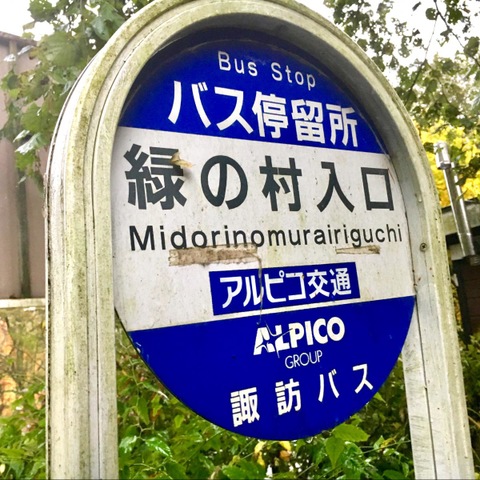 Bus Stop
バス停留所
緑の村入口
Midorinomurairiguchi
アルピコ交通
ALPICO
GROUP
諏訪バス